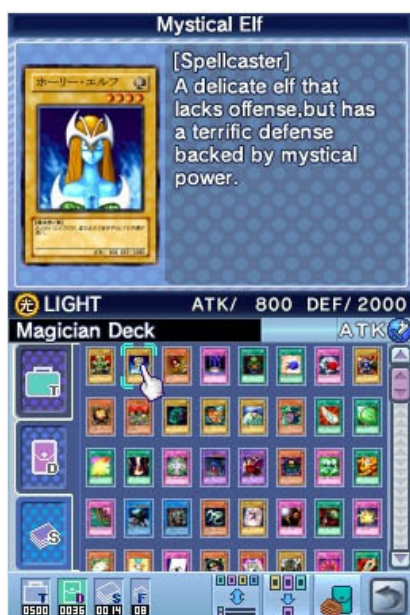 Mystical Elf
ホーリー・エルフ
[Spellcaster]
A delicate elf that
lacks offense,but has
a terrific defense
backed by mystical
power.
光 LIGHT ATK/ 800 DEF/2000
Magician Deck ATK
T
D
S
T D S F
0500 0036 0014 08